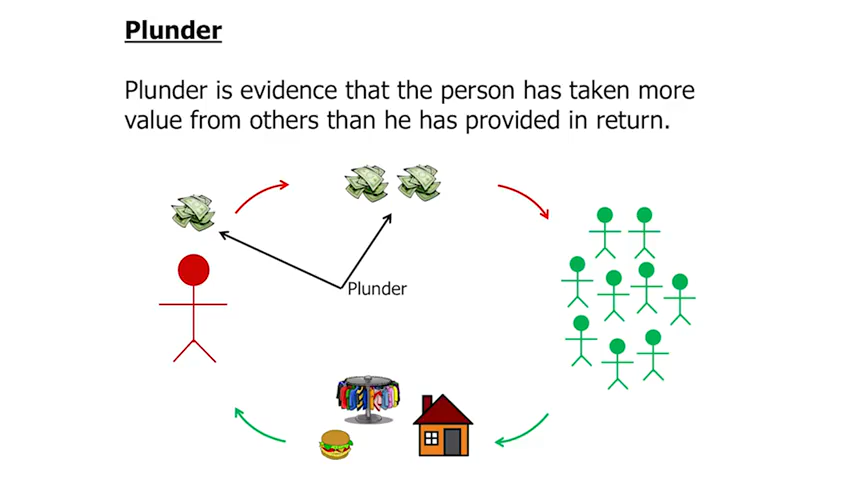 Plunder
Plunder is evidence that the person has taken more
value from others than he has provided in return.
Plunder